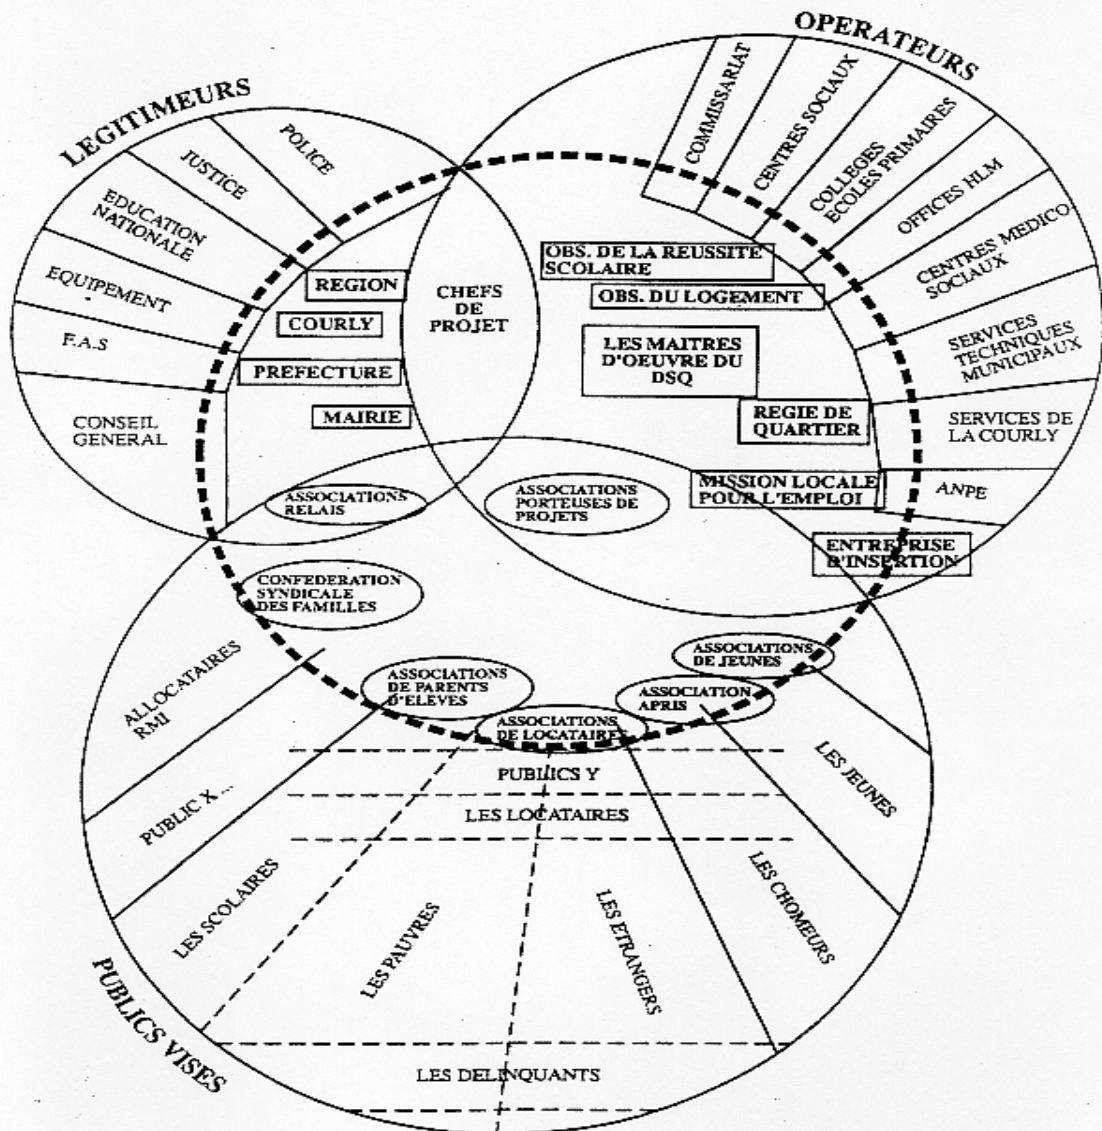 OPERATEURS
LEGITIMEURS
COMMISSARIAT
CENTRES SOCIAUX
COLLEGES
ECOLES PRIMAIRES
OFFICES HLM
CENTRES MEDICO
SOCIAUX
SERVICES
TECHNIQUES
MUNICIPAUX
SERVICES DE
LA COURLY
ANPE
POLICE
JUSTICE
EDUCATION
NATIONALE
EQUIPEMENT
F.A.S
CONSEIL
GENERAL
REGION
COURLY
PREFECTURE
MAIRIE
CHEFS
DE
PROJET
OBS. DE LA REUSSITE
SCOLAIRE
OBS. DU LOGEMENT
LES MAITRES
D'OEUVRE DU
DSQ
REGIE DE
QUARTIER
MISSION LOCALE
POUR L'EMPLOI
ENTREPRISE
D'INSERTION
ASSOCIATIONS
RELAIS
ASSOCIATIONS
PORTEUSES DE
PROJETS
CONFEDERATION
SYNDICALE
DES FAMILLES
ASSOCIATIONS
DE JEUNES
ASSOCIATIONS
DE PARENTS
D'ELEVES
ASSOCIATION
APRIS
ASSOCIATIONS
DE LOCATAIRES
ALLOCATAIRES
RMI
PUBLIC X ...
LES SCOLAIRES
PUBLICS Y
LES LOCATAIRES
LES PAUVRES
LES ETRANGERS
LES CHOMEURS
LES JEUNES
LES DELINQUANTS
PUBLICS VISES